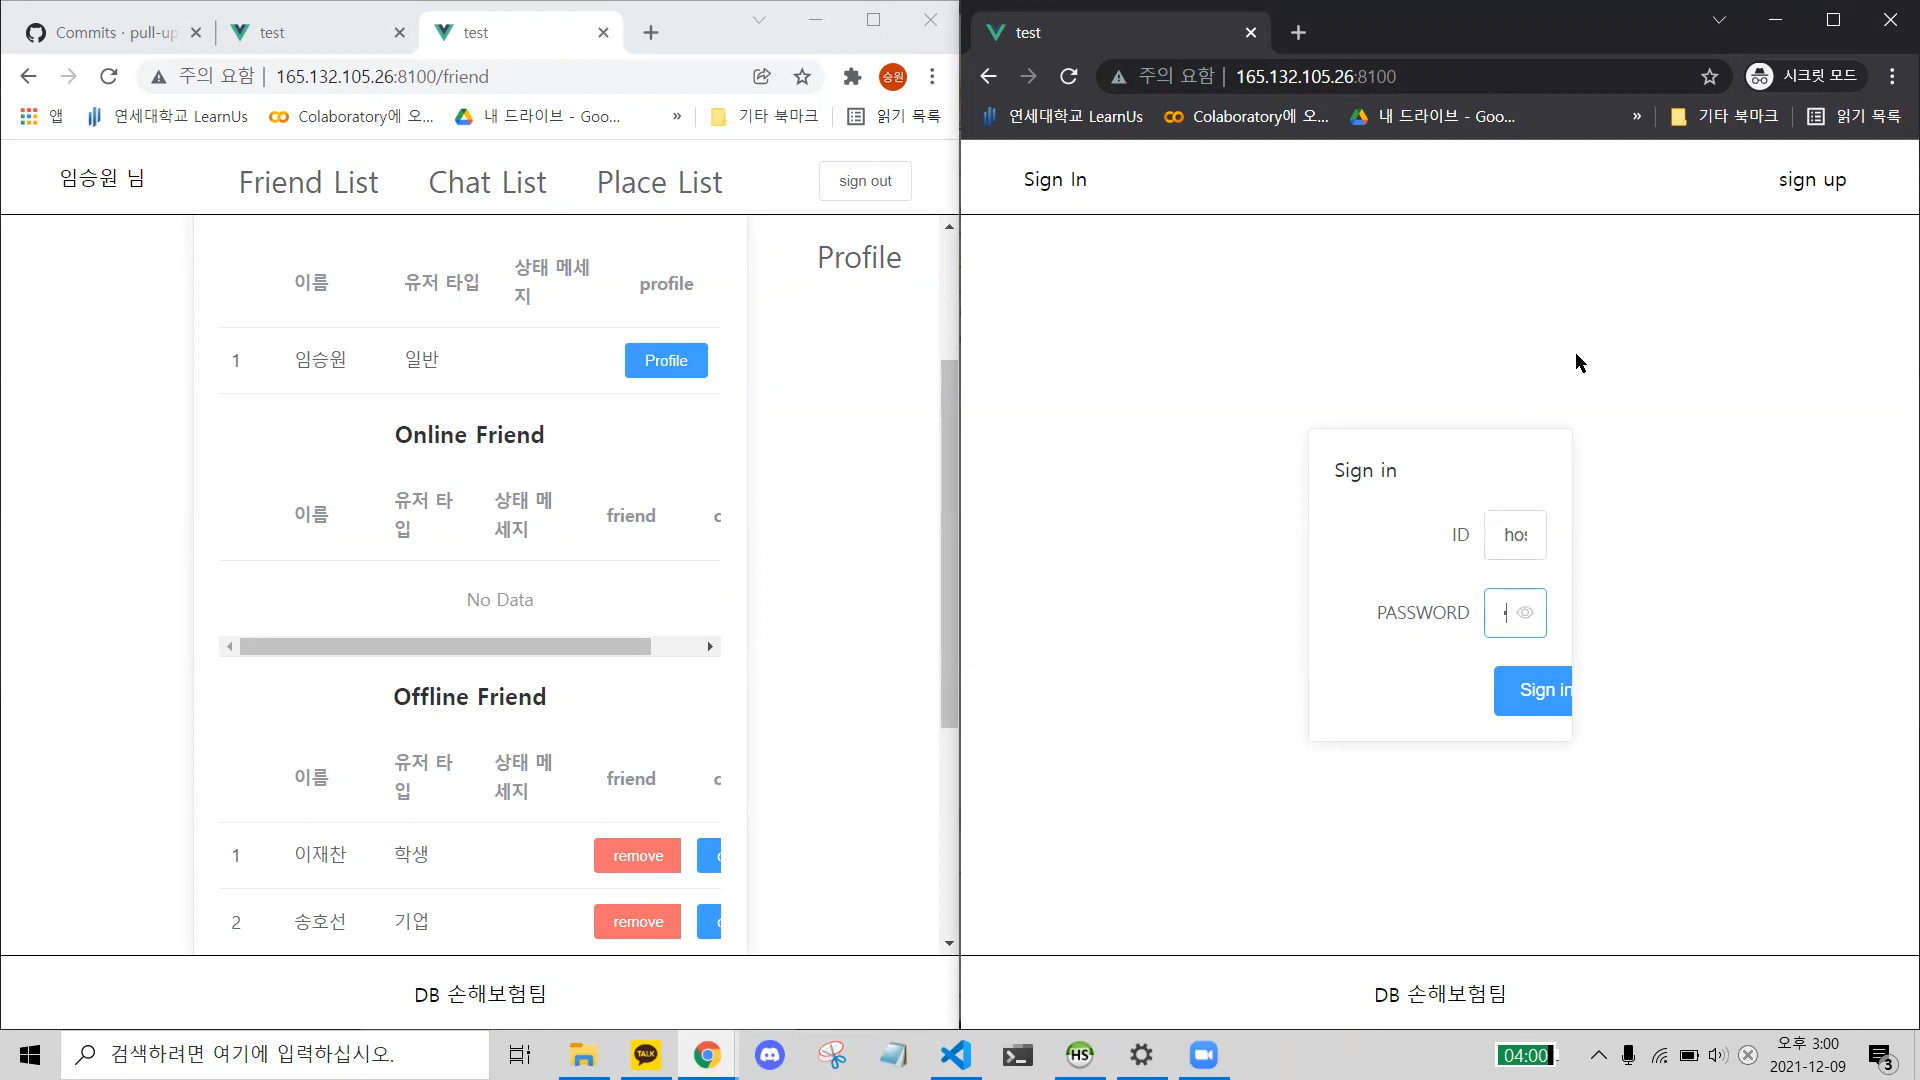 Commits · pull-up
test
test
주의 요함
165.132.105.26:8100/friend
승원
앱
연세대학교 LearnUs
Colaboratory에 오...
내 드라이브 - Goo...
»
기타 북마크
읽기 목록
임승원 님
Friend List
Chat List
Place List
sign out
Profile
이름
유저 타입
상태 메세
지
profile
1
임승원
일반
Profile
Online Friend
이름
유저 타
입
상태 메
세지
friend
c
No Data
Offline Friend
이름
유저 타
입
상태 메
세지
friend
c
1
이재찬
학생
remove
c
2
송호선
기업
remove
c
DB 손해보험팀
test
주의 요함
165.132.105.26:8100
시크릿 모드
연세대학교 LearnUs
Colaboratory에 오...
내 드라이브 - Goo...
»
기타 북마크
읽기 목록
Sign In
sign up
Sign in
ID
hos
PASSWORD
Sign in
DB 손해보험팀
검색하려면 여기에 입력하십시오.
TALK
HS
04:00
오후 3:00
2021-12-09
3